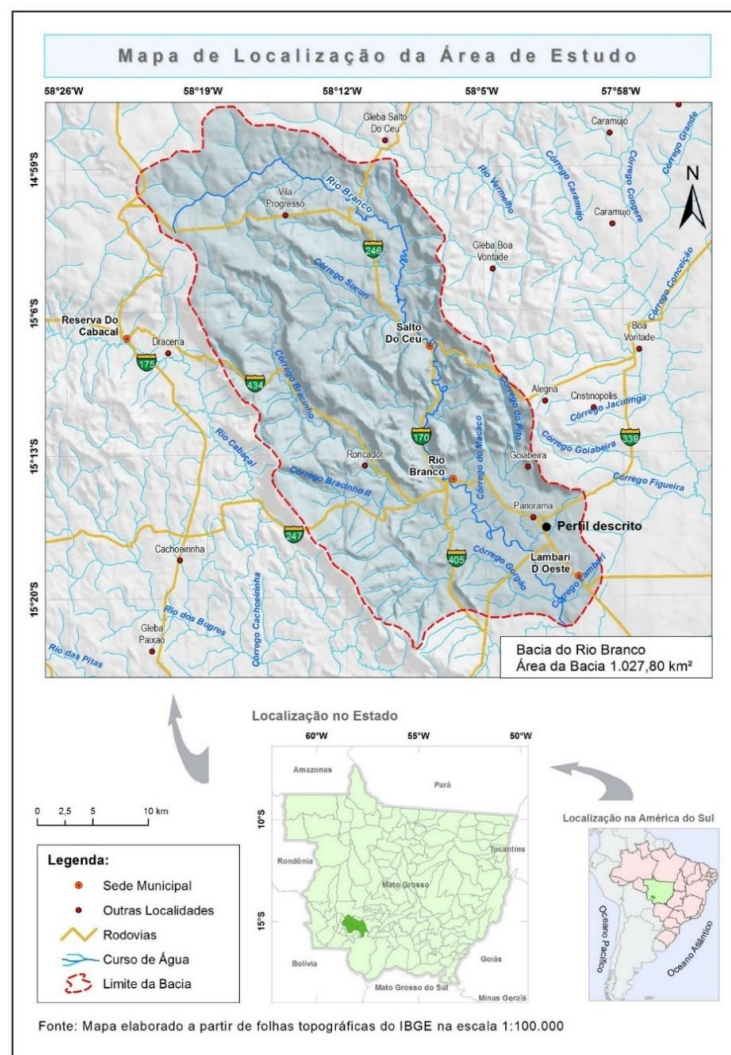 Mapa de Localização da Área de Estudo
58°26'W 58°19'W 58°12'W 58°5'W 57°58'W
14°59'S
15°6'S
15°13'S
15°20'S
Gleba Salto
Do Ceu
Caramujo
Córrego Grande
Rio Branco
Vila
Progresso
Rio Vermelho
Córrego Caramujo
Córrego Coogere
N
Caramujo
246
Gleba Boa
Vontade
Córrego Conceição
Córrego Sucuri
Reserva Do
Cabacal
Dracena
175
Salto
Do Ceu
Boa
Vontade
434
Córrego Bracinho
Córrego do Pito
Alegria
Cristinopolis
Córrego Jacutinga
Rio Cabaçal
170
Rio
Branco
Córrego do Macaco
Córrego Goiabeira
339
Roncador
Goiabeira
Córrego Bracinho II
Córrego Figueira
Panorama
Perfil descrito
247
Cachoeirinha
405
Córrego Gorgão
Lambari
D Oeste
Córrego Lambari
Gleba
Paixao
Rio dos Bugres
Córrego Cachoeirinha
Rio das Pitas
Bacia do Rio Branco
Área da Bacia 1.027,80 km²
Localização no Estado
60°W 55°W 50°W
10°S
15°S
Amazonas
Pará
Rondônia
Tocantins
Mato Grosso
Bolívia
Goiás
Mato Grosso do Sul
Minas Gerais
0 2,5 5 10 km
Localização na América do Sul
Oceano Pacífico
Oceano Atlântico
Legenda:
Sede Municipal
Outras Localidades
Rodovias
Curso de Água
Limite da Bacia
Fonte: Mapa elaborado a partir de folhas topográficas do IBGE na escala 1:100.000